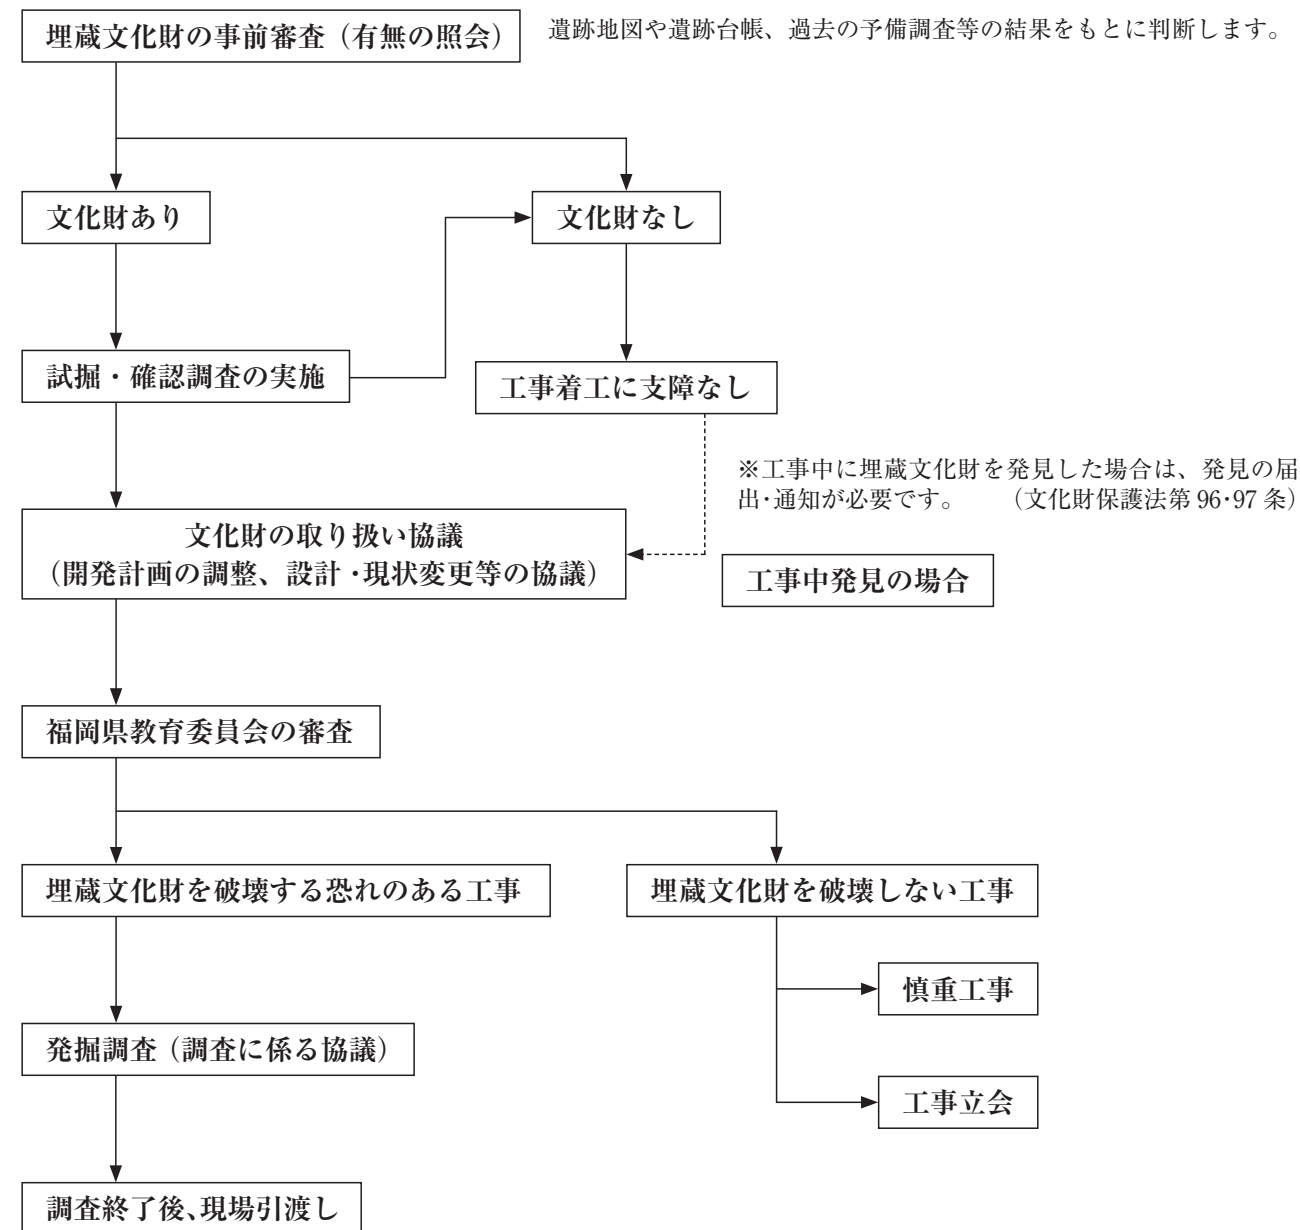 埋蔵文化財の事前審査（有無の照会）
遺跡地図や遺跡台帳、過去の予備調査等の結果をもとに判断します。
文化財あり
文化財なし
試掘・確認調査の実施
工事着工に支障なし
※工事中に埋蔵文化財を発見した場合は、発見の届
出・通知が必要です。　　（文化財保護法第 96・97 条）
文化財の取り扱い協議
（開発計画の調整、設計・現状変更等の協議）
工事中発見の場合
福岡県教育委員会の審査
埋蔵文化財を破壊する恐れのある工事
埋蔵文化財を破壊しない工事
慎重工事
発掘調査（調査に係る協議）
工事立会
調査終了後、現場引渡し